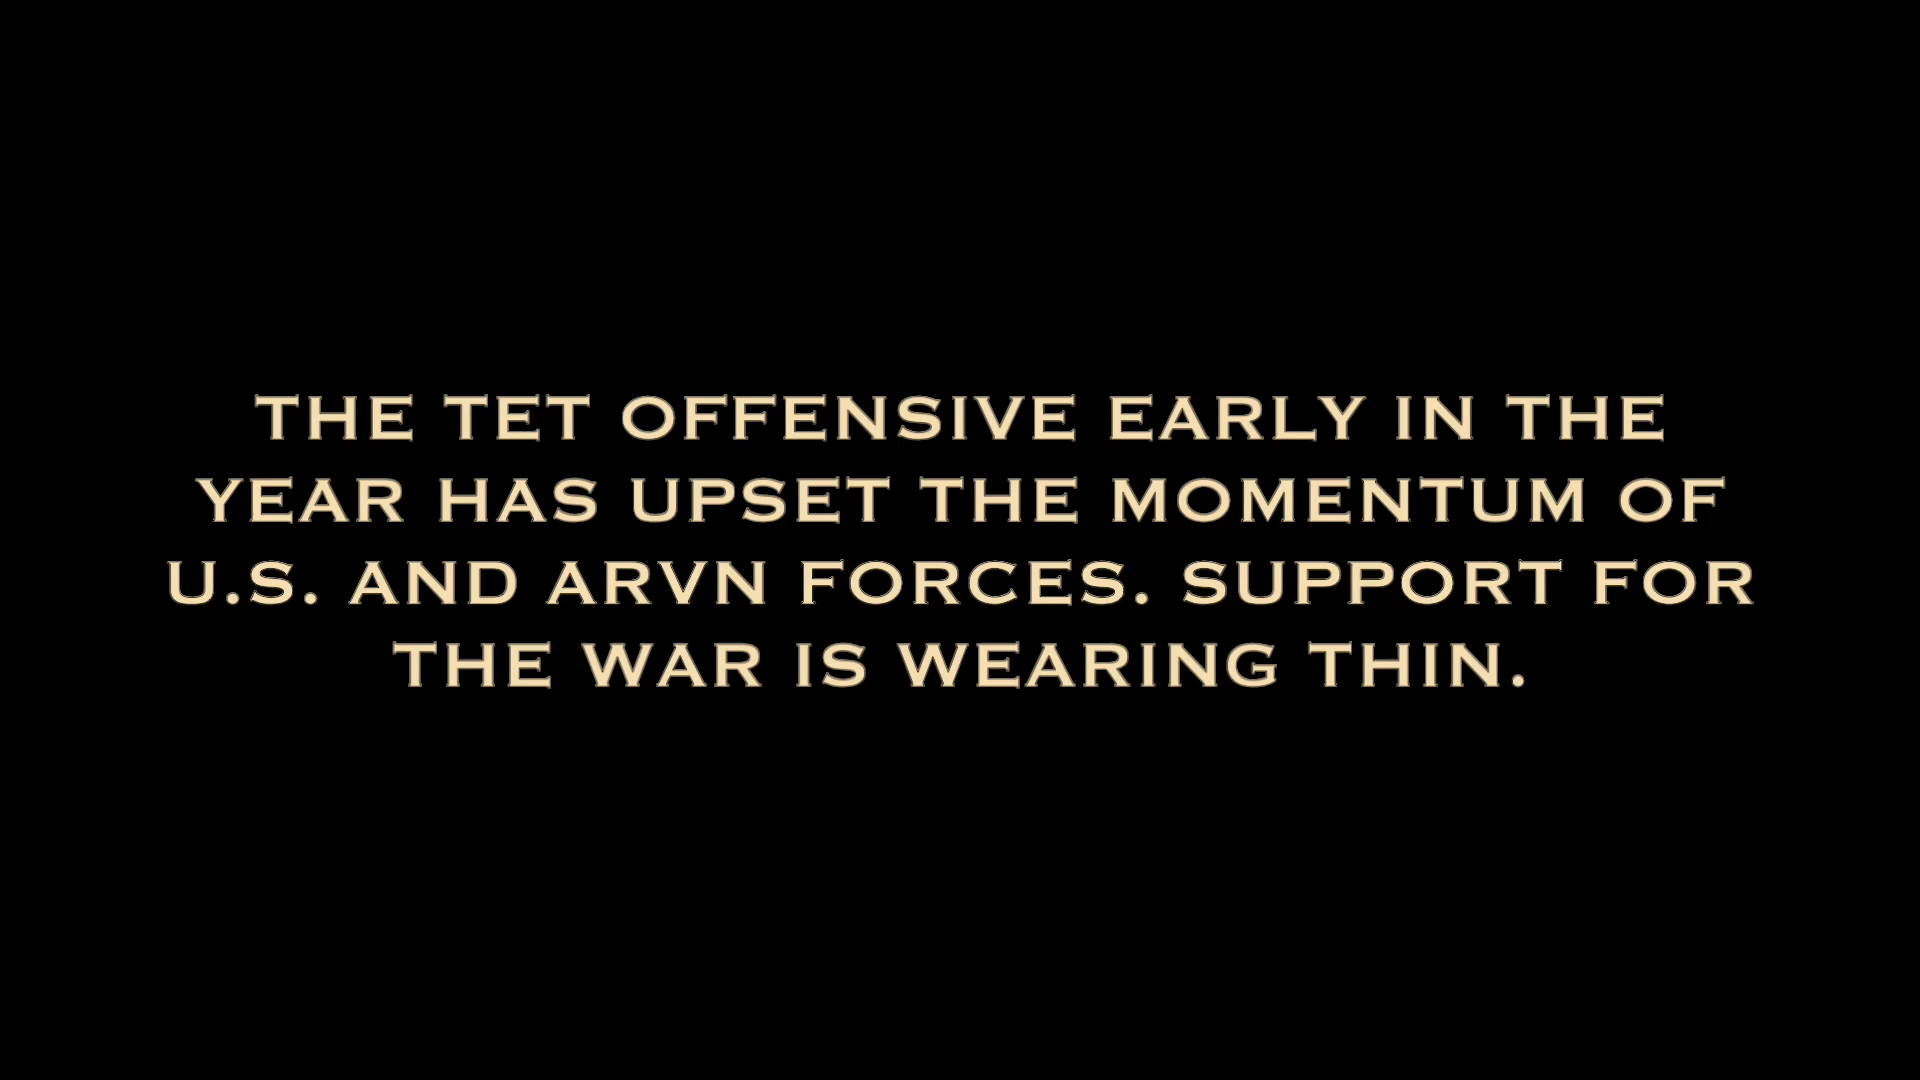 THE TET OFFENSIVE EARLY IN THE
YEAR HAS UPSET THE MOMENTUM OF
U.S. AND ARVN FORCES. SUPPORT FOR
THE WAR IS WEARING THIN.